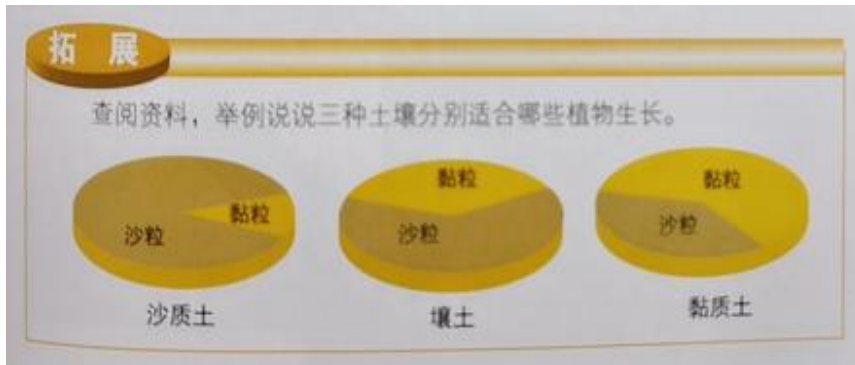 拓 展
查阅资料，举例说说三种土壤分别适合哪些植物生长。
沙粒
黏粒
沙质土
黏粒
沙粒
壤土
黏粒
沙粒
黏质土